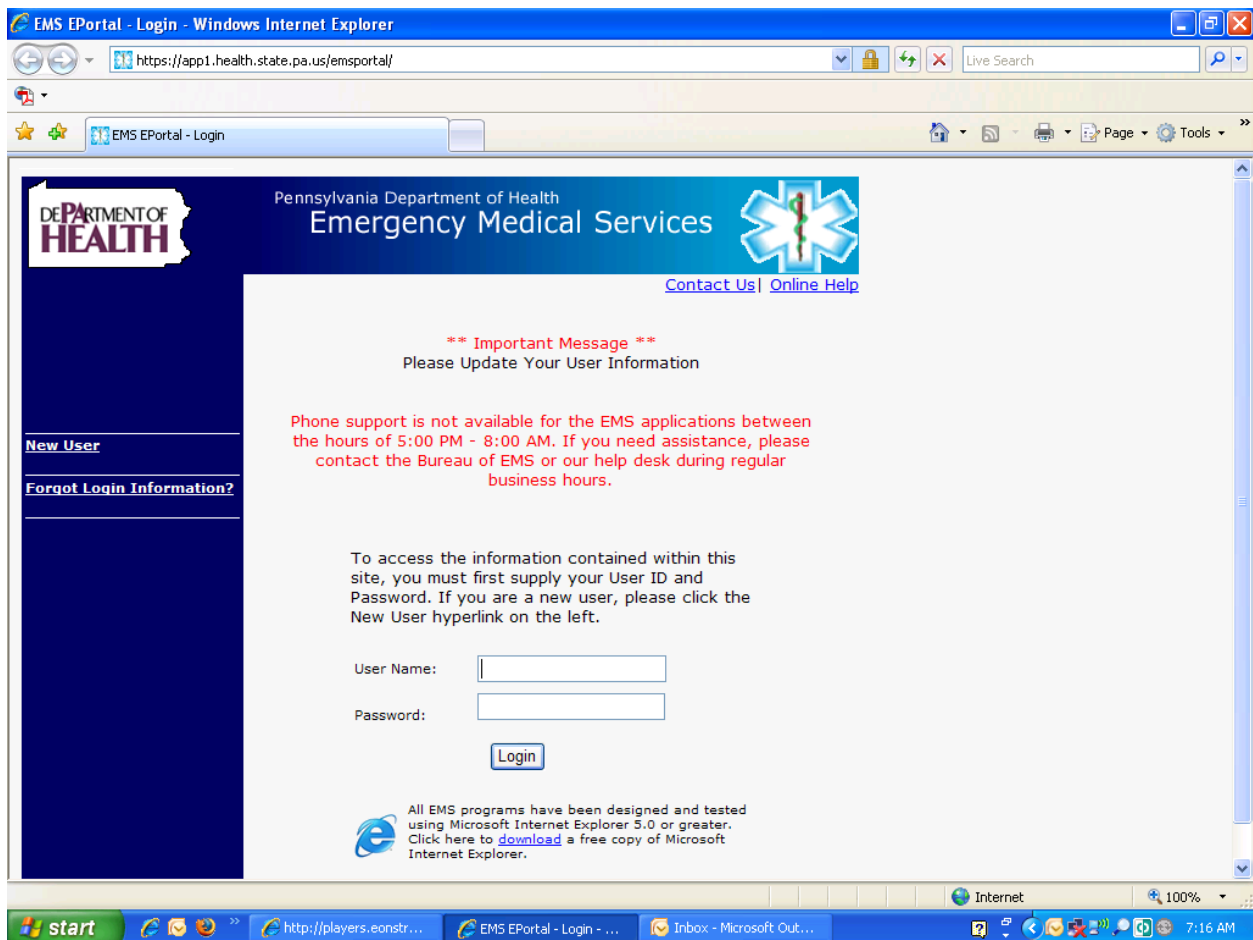 EMS EPortal - Login - Windows Internet Explorer
https://app1.health.state.pa.us/emsportal/
Live Search
EMS EPortal - Login
Page
Tools
DEPARTMENT OF
HEALTH
Pennsylvania Department of Health
Emergency Medical Services
Contact Us| Online Help
** Important Message **
Please Update Your User Information
Phone support is not available for the EMS applications between
the hours of 5:00 PM - 8:00 AM. If you need assistance, please
contact the Bureau of EMS or our help desk during regular
business hours.
New User
Forgot Login Information?
To access the information contained within this
site, you must first supply your User ID and
Password. If you are a new user, please click the
New User hyperlink on the left.
User Name:
Password:
Login
All EMS programs have been designed and tested
using Microsoft Internet Explorer 5.0 or greater.
Click here to download a free copy of Microsoft
Internet Explorer.
Internet
100%
start
http://players.eonstr...
EMS EPortal - Login - ...
Inbox - Microsoft Out...
7:16 AM